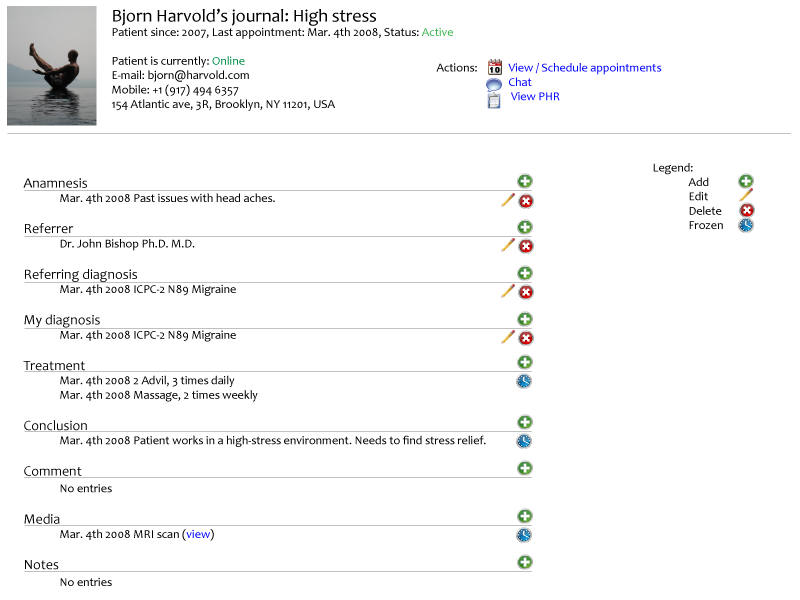 Bjorn Harvold's journal: High stress
Patient since: 2007, Last appointment: Mar. 4th 2008, Status: Active
Patient is currently: Online
E-mail: bjorn@harvold.com
Mobile: +1 (917) 494 6357
154 Atlantic ave, 3R, Brooklyn, NY 11201, USA
Actions:
10
View / Schedule appointments
Chat
View PHR
Legend:
Add
Edit
Delete
Frozen
Anamnesis
Mar. 4th 2008 Past issues with head aches.
Referrer
Dr. John Bishop Ph.D. M.D.
Referring diagnosis
Mar. 4th 2008 ICPC-2 N89 Migraine
My diagnosis
Mar. 4th 2008 ICPC-2 N89 Migraine
Treatment
Mar. 4th 2008 2 Advil, 3 times daily
Mar. 4th 2008 Massage, 2 times weekly
Conclusion
Mar. 4th 2008 Patient works in a high-stress environment. Needs to find stress relief.
Comment
No entries
Media
Mar. 4th 2008 MRI scan (view)
Notes
No entries